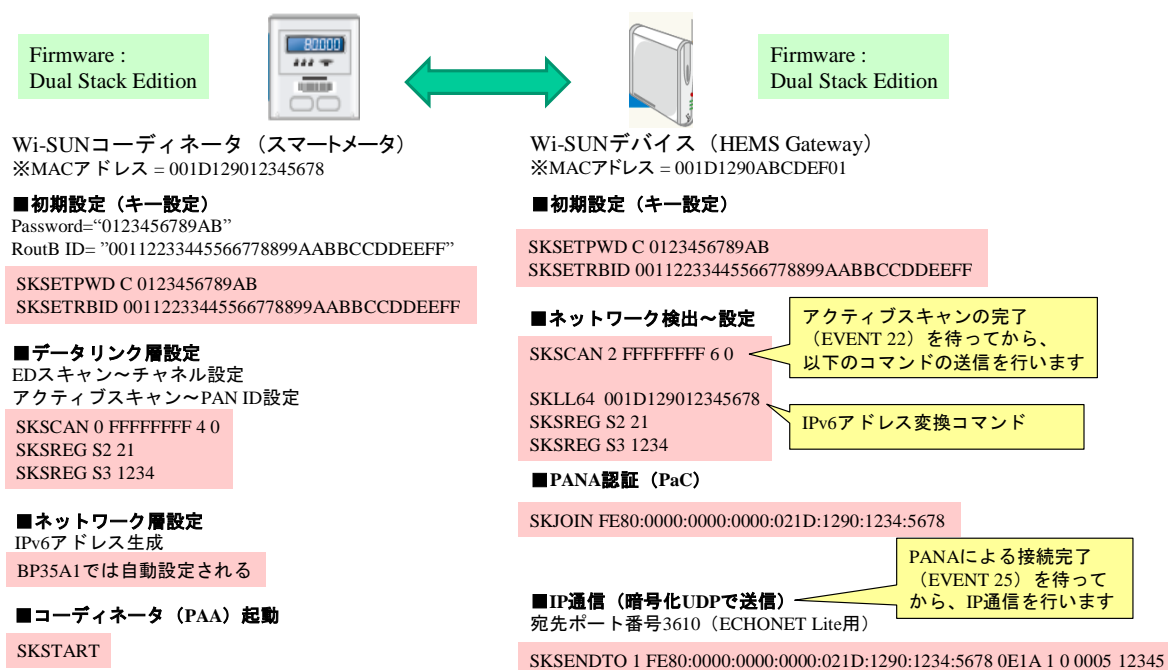 Firmware :
Dual Stack Edition
80.000
Firmware :
Dual Stack Edition
Wi-SUNコーディネータ（スマートメータ）
※MACアドレス = 001D129012345678
■初期設定（キー設定）
Password=“0123456789AB”
RoutB ID= ”00112233445566778899AABBCCDDEEFF”
SKSETPWD C 0123456789AB
SKSETRBID 00112233445566778899AABBCCDDEEFF
■データリンク層設定
EDスキャン～チャネル設定
アクティブスキャン～PAN ID設定
SKSCAN 0 FFFFFFFF 4 0
SKSREG S2 21
SKSREG S3 1234
■ネットワーク層設定
IPv6アドレス生成
BP35A1では自動設定される
■コーディネータ（PAA）起動
SKSTART
Wi-SUNデバイス（HEMS Gateway）
※MACアドレス = 001D1290ABCDEF01
■初期設定（キー設定）
SKSETPWD C 0123456789AB
SKSETRBID 00112233445566778899AABBCCDDEEFF
■ネットワーク検出～設定
アクティブスキャンの完了
（EVENT 22）を待ってから、
以下のコマンドの送信を行います
SKSCAN 2 FFFFFFFF 6 0
SKLL64 001D129012345678
SKSREG S2 21
SKSREG S3 1234
IPv6アドレス変換コマンド
■PANA認証（PaC）
SKJOIN FE80:0000:0000:0000:021D:1290:1234:5678
PANAによる接続完了
（EVENT 25）を待って
から、IP通信を行います
■IP通信（暗号化UDPで送信）
宛先ポート番号3610（ECHONET Lite用）
SKSENDTO 1 FE80:0000:0000:0000:021D:1290:1234:5678 0E1A 1 0 0005 12345